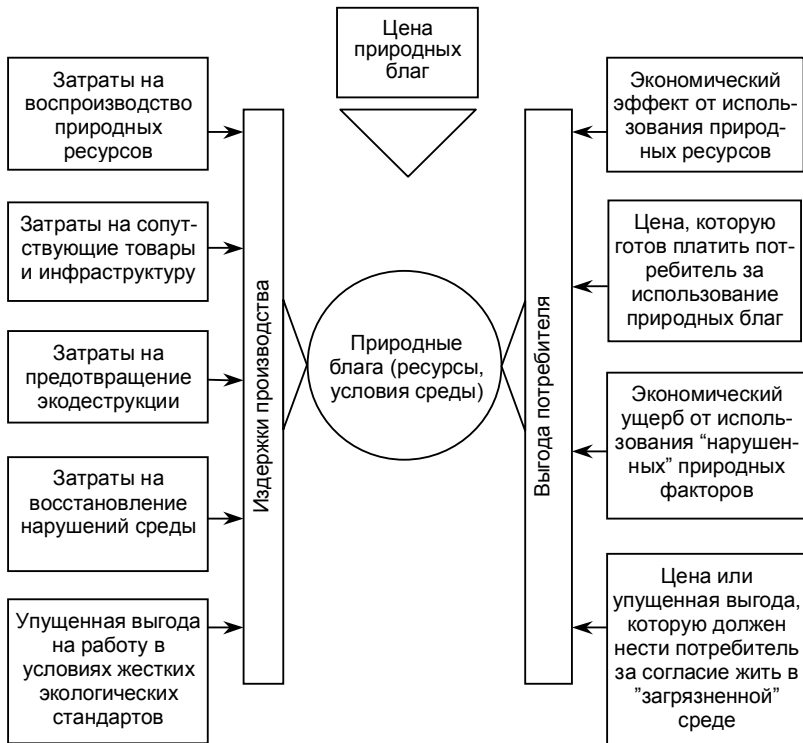 Цена
природных
благ
Затраты на
воспроизводство
природных
ресурсов
Затраты на сопут-
ствующие товары
и инфраструктуру
Затраты на
предотвращение
экодеструкции
Затраты на
восстановление
нарушений среды
Упущенная выгода
на работу в
условиях жестких
экологических
стандартов
Издержки производства
Природные
блага (ресурсы,
условия среды)
Выгода потребителя
Экономический
эффект от исполь-
зования природ-
ных ресурсов
Цена, которую
готов платить пот-
ребитель за
использование
природных благ
Экономический
ущерб от исполь-
зования “нарушен-
ных” природных
факторов
Цена или
упущенная выгода,
которую должен
нести потребитель
за согласие жить в
”загрязненной”
среде